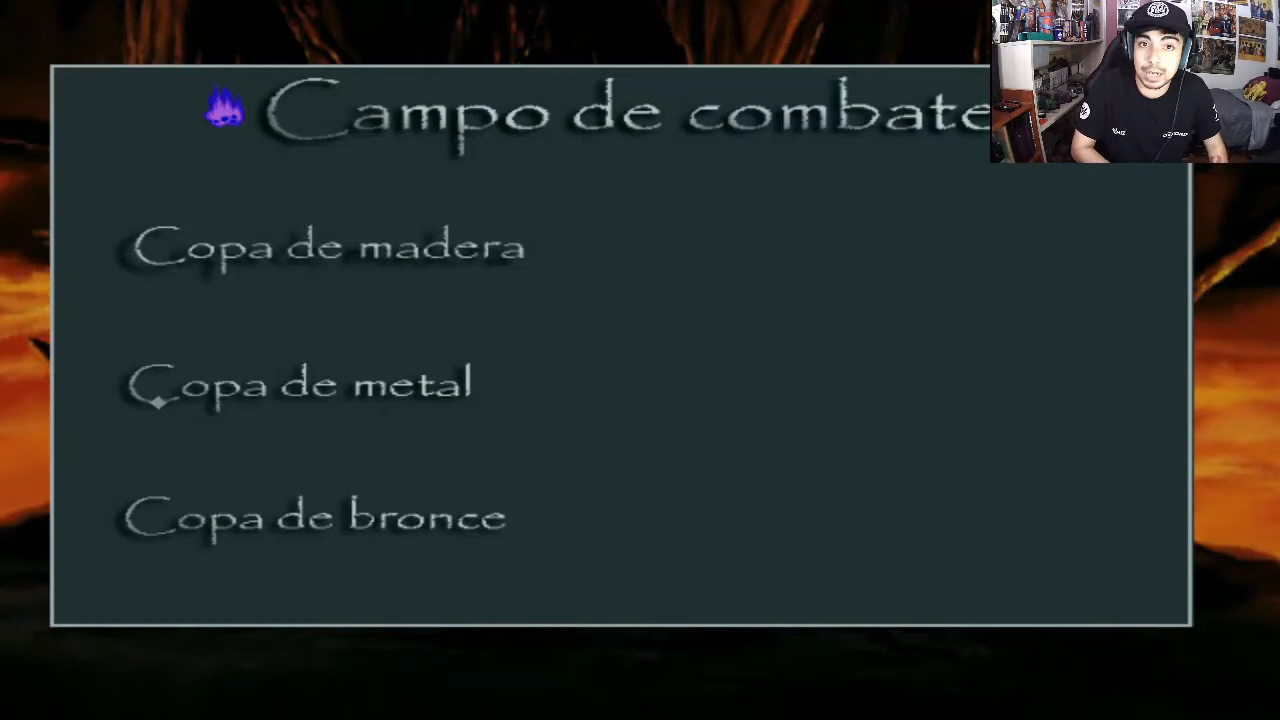 Campo de combate
Copa de madera
Copa de metal
Copa de bronce